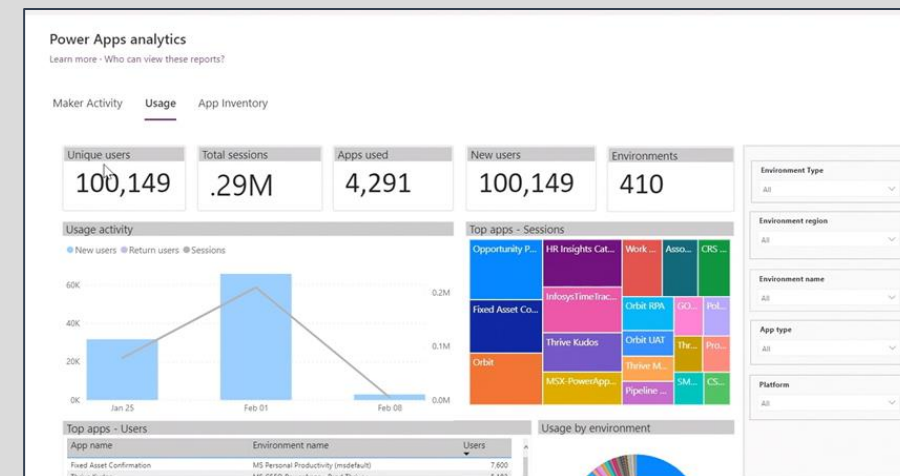 Power Apps analytics
Learn more - Who can view these reports?
Maker Activity Usage App Inventory
Unique users Total sessions Apps used New users Environments
100,149 .29M 4,291 100,149 410
Environment Type
All
Environment region
All
Environment name
All
App type
All
Platform
All
Usage activity
New users Return users Sessions
60K
40K
20K
0K
0.2M
0.1M
0.0M
Jan 25 Feb 01 Feb 08
Top apps - Sessions
Opportunity P... HR Insights Cat... Work ... Asso... CRS ...
Fixed Asset Co... InfosysTimeTrac... Orbit RPA GO... Pol...
Orbit Thrive Kudos Orbit UAT Thr... Pro...
MSX-PowerApp... Thrive M... SM... CS...
Pipeline ...
Top apps - Users
App name Environment name Users
Fixed Asset Confirmation MS Personal Productivity (msdefault) 7,600
Usage by environment